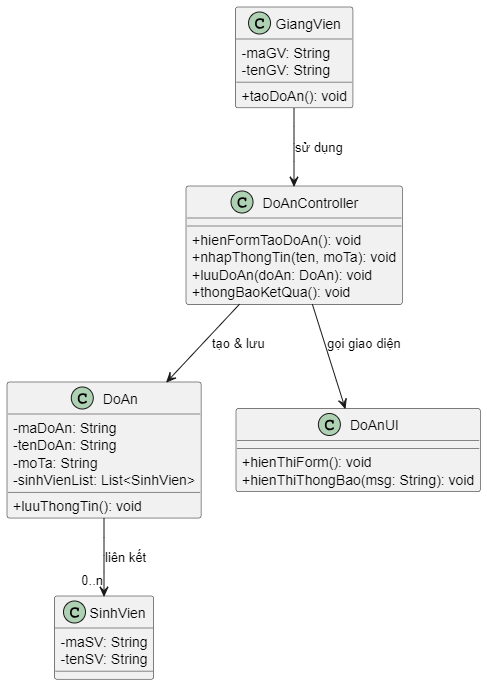 C GiangVien
-maGV: String
-tenGV: String
+taoDoAn(): void
sử dụng
C DoAnController
+hienFormTaoDoAn(): void
+nhapThongTin(ten, moTa): void
+luuDoAn(doAn: DoAn): void
+thongBaoKetQua(): void
tạo & lưu
gọi giao diện
C DoAn
-maDoAn: String
-tenDoAn: String
-moTa: String
-sinhVienList: List<SinhVien>
+luuThongTin(): void
C DoAnUI
+hienThiForm(): void
+hienThiThongBao(msg: String): void
liên kết
0..n
C SinhVien
-maSV: String
-tenSV: String